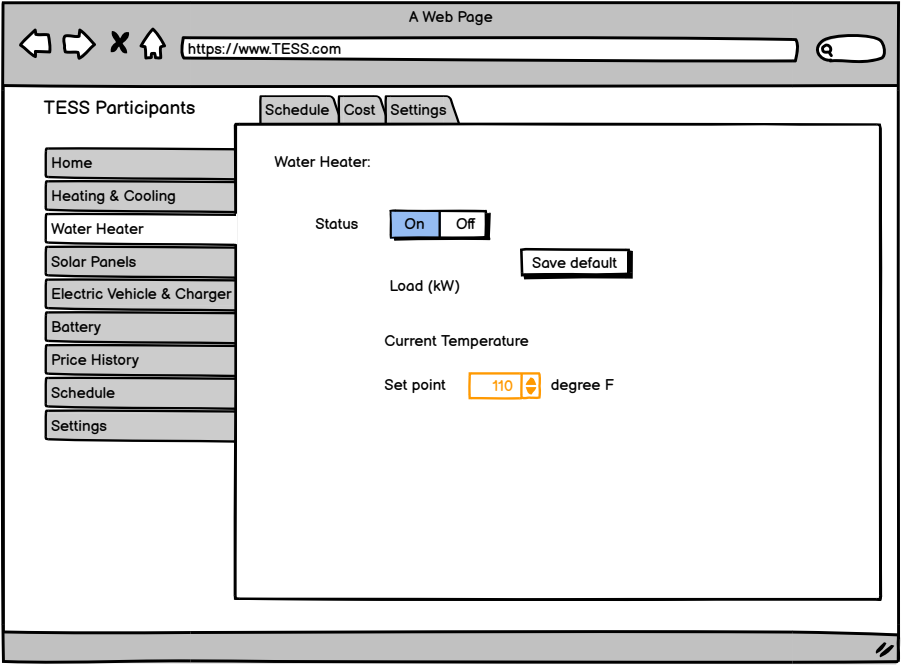 A Web Page
https://www.TESS.com
TESS Participants
Schedule Cost Settings
Home
Heating & Cooling
Water Heater
Solar Panels
Electric Vehicle & Charger
Battery
Price History
Schedule
Settings
Water Heater:
Status On Off
Save default
Load (kW)
Current Temperature
Set point 110 degree F